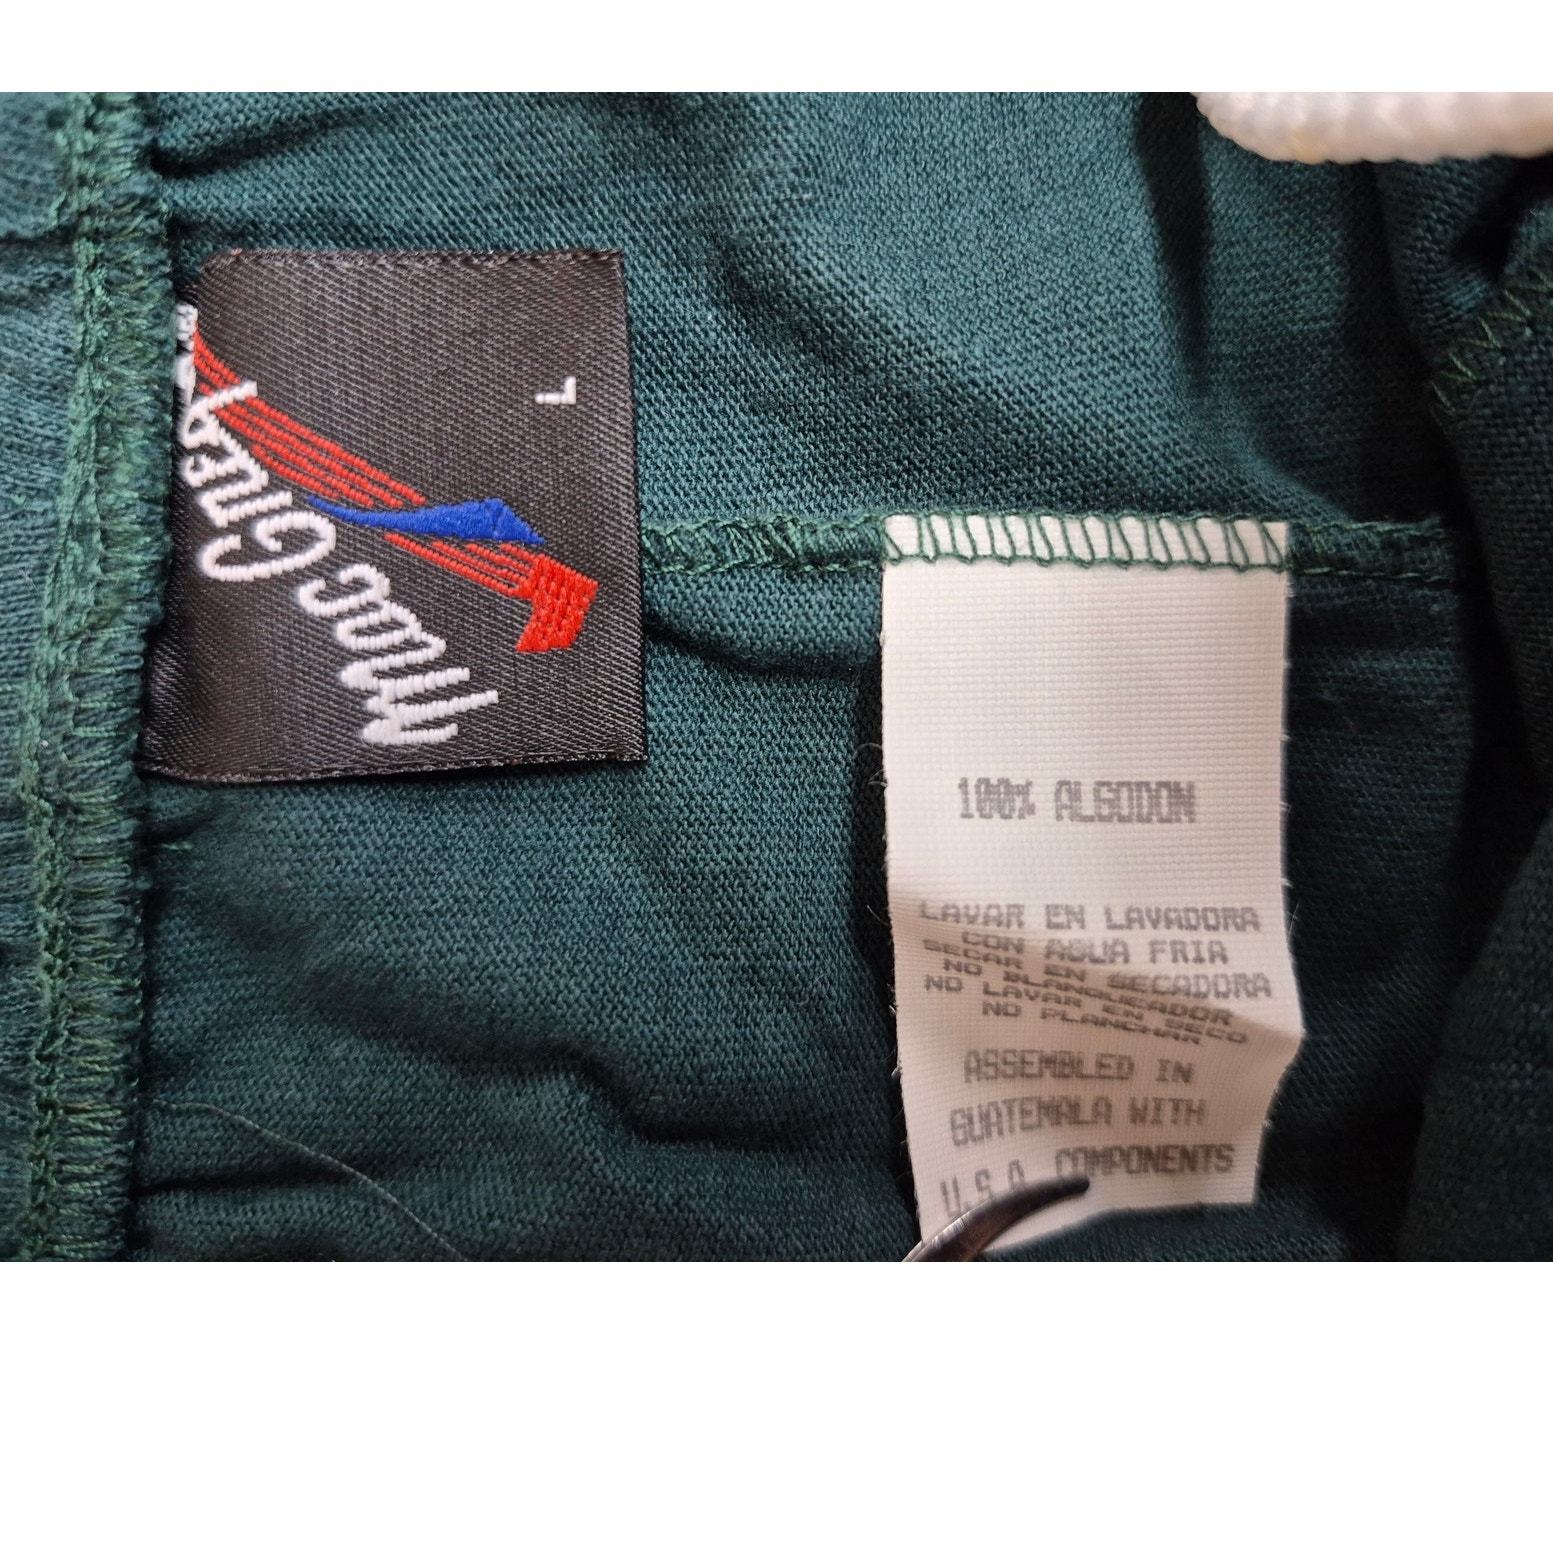 MacGregor
L
100% ALGODON
LAVAR EN LAVADORA
CON AGUA FRIA
SECAR EN SECADORA
NO BLANQUEADOR
NO LAVAR EN SECO
NO PLANCHAR
ASSEMBLED IN
GUATEMALA WITH
U.S.A. COMPONENTS